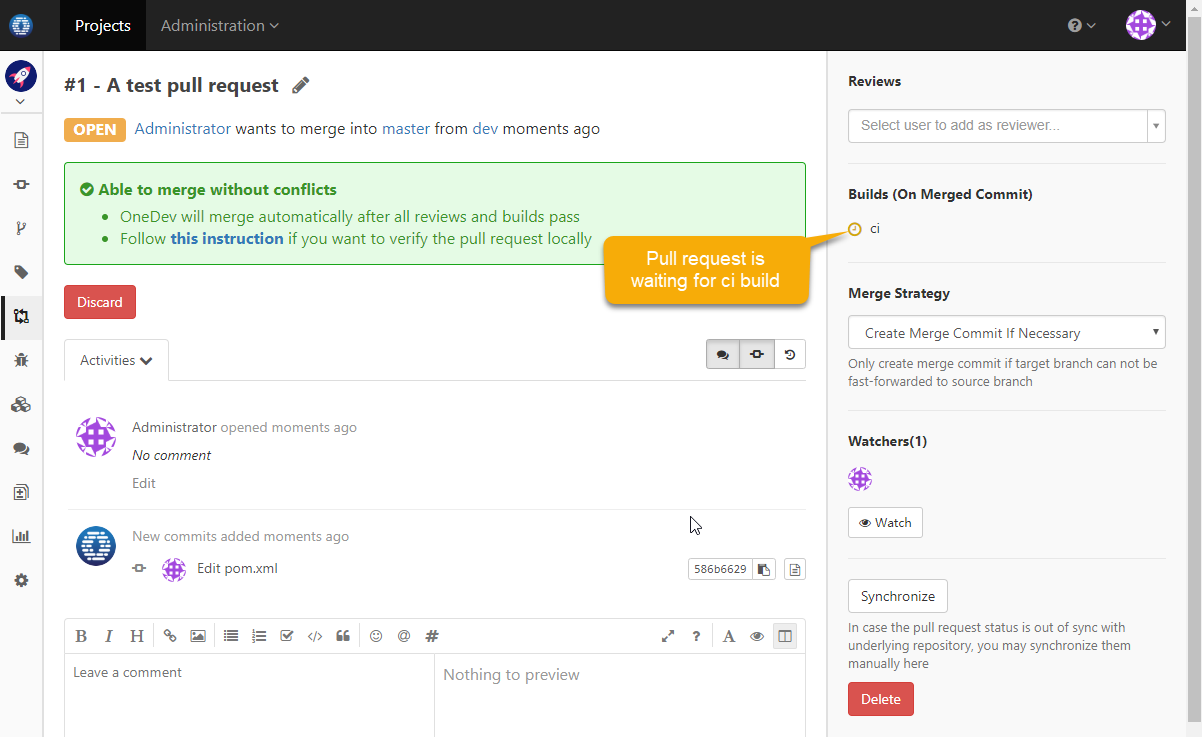 Projects
Administration
#1 - A test pull request
OPEN Administrator wants to merge into master from dev moments ago
Able to merge without conflicts
OneDev will merge automatically after all reviews and builds pass
Follow this instruction if you want to verify the pull request locally
Discard
Activities
Administrator opened moments ago
No comment
Edit
New commits added moments ago
Edit pom.xml
586b6629
B I H
@ #
? A
Leave a comment
Nothing to preview
Reviews
Select user to add as reviewer...
Builds (On Merged Commit)
ci
Pull request is
waiting for ci build
Merge Strategy
Create Merge Commit If Necessary
Only create merge commit if target branch can not be
fast-forwarded to source branch
Watchers(1)
Watch
Synchronize
In case the pull request status is out of sync with
underlying repository, you may synchronize them
manually here
Delete